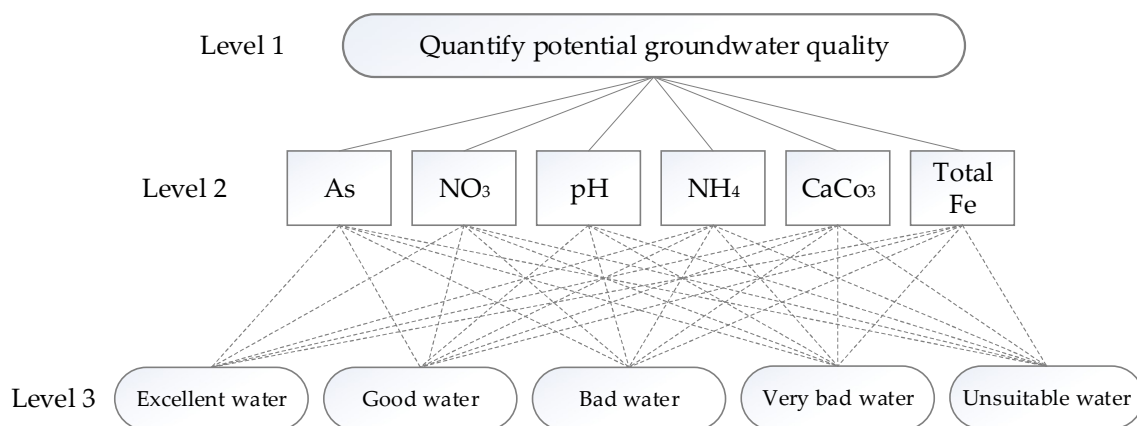 Level 1
Quantify potential groundwater quality
Level 2
As
NO₃
pH
NH₄
CaCo₃
Total
Fe
Level 3
Excellent water
Good water
Bad water
Very bad water
Unsuitable water